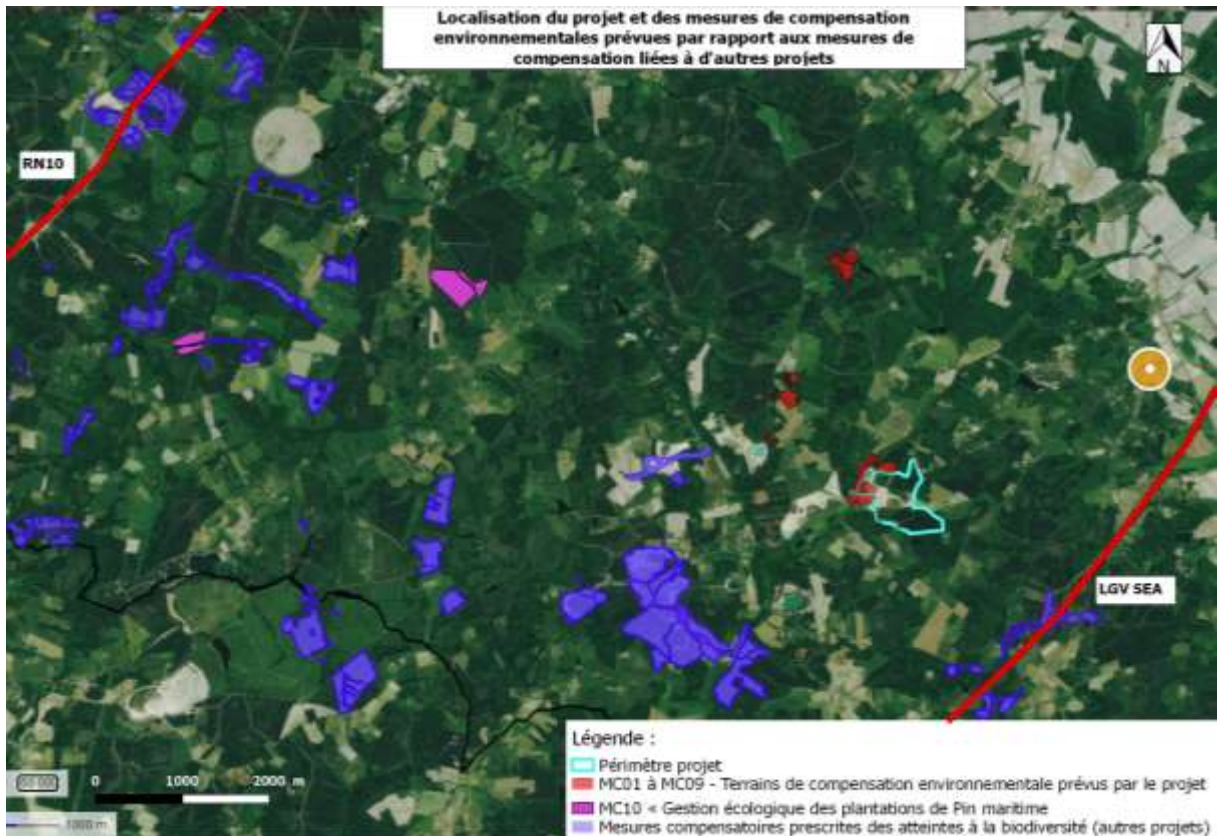 Localisation du projet et des mesures de compensation
environnementales prévues par rapport aux mesures de
compensation liées à d'autres projets
N
RN10
LGV SEA
Légende :
Périmètre projet
MC01 à MC09 - Terrains de compensation environnementale prévus par le projet
MC10 « Gestion écologique des plantations de Pin maritime
Mesures compensatoires prescrites des atteintes à la biodiversité (autres projets)
0 1000 2000 m
1000 m